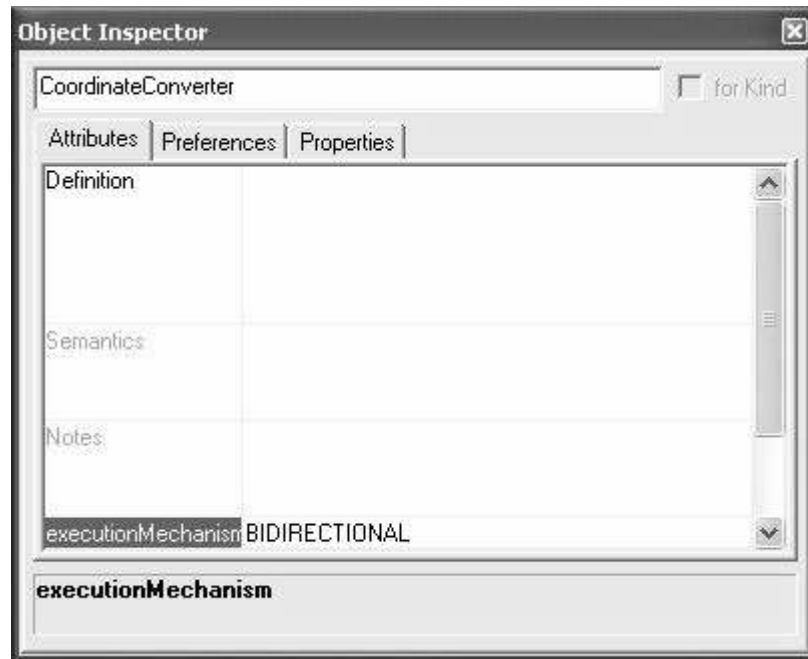 Object Inspector
CoordinateConverter
for Kind
Attributes Preferences Properties
Definition
Semantics
Notes
executionMechanism BIDIRECTIONAL
executionMechanism